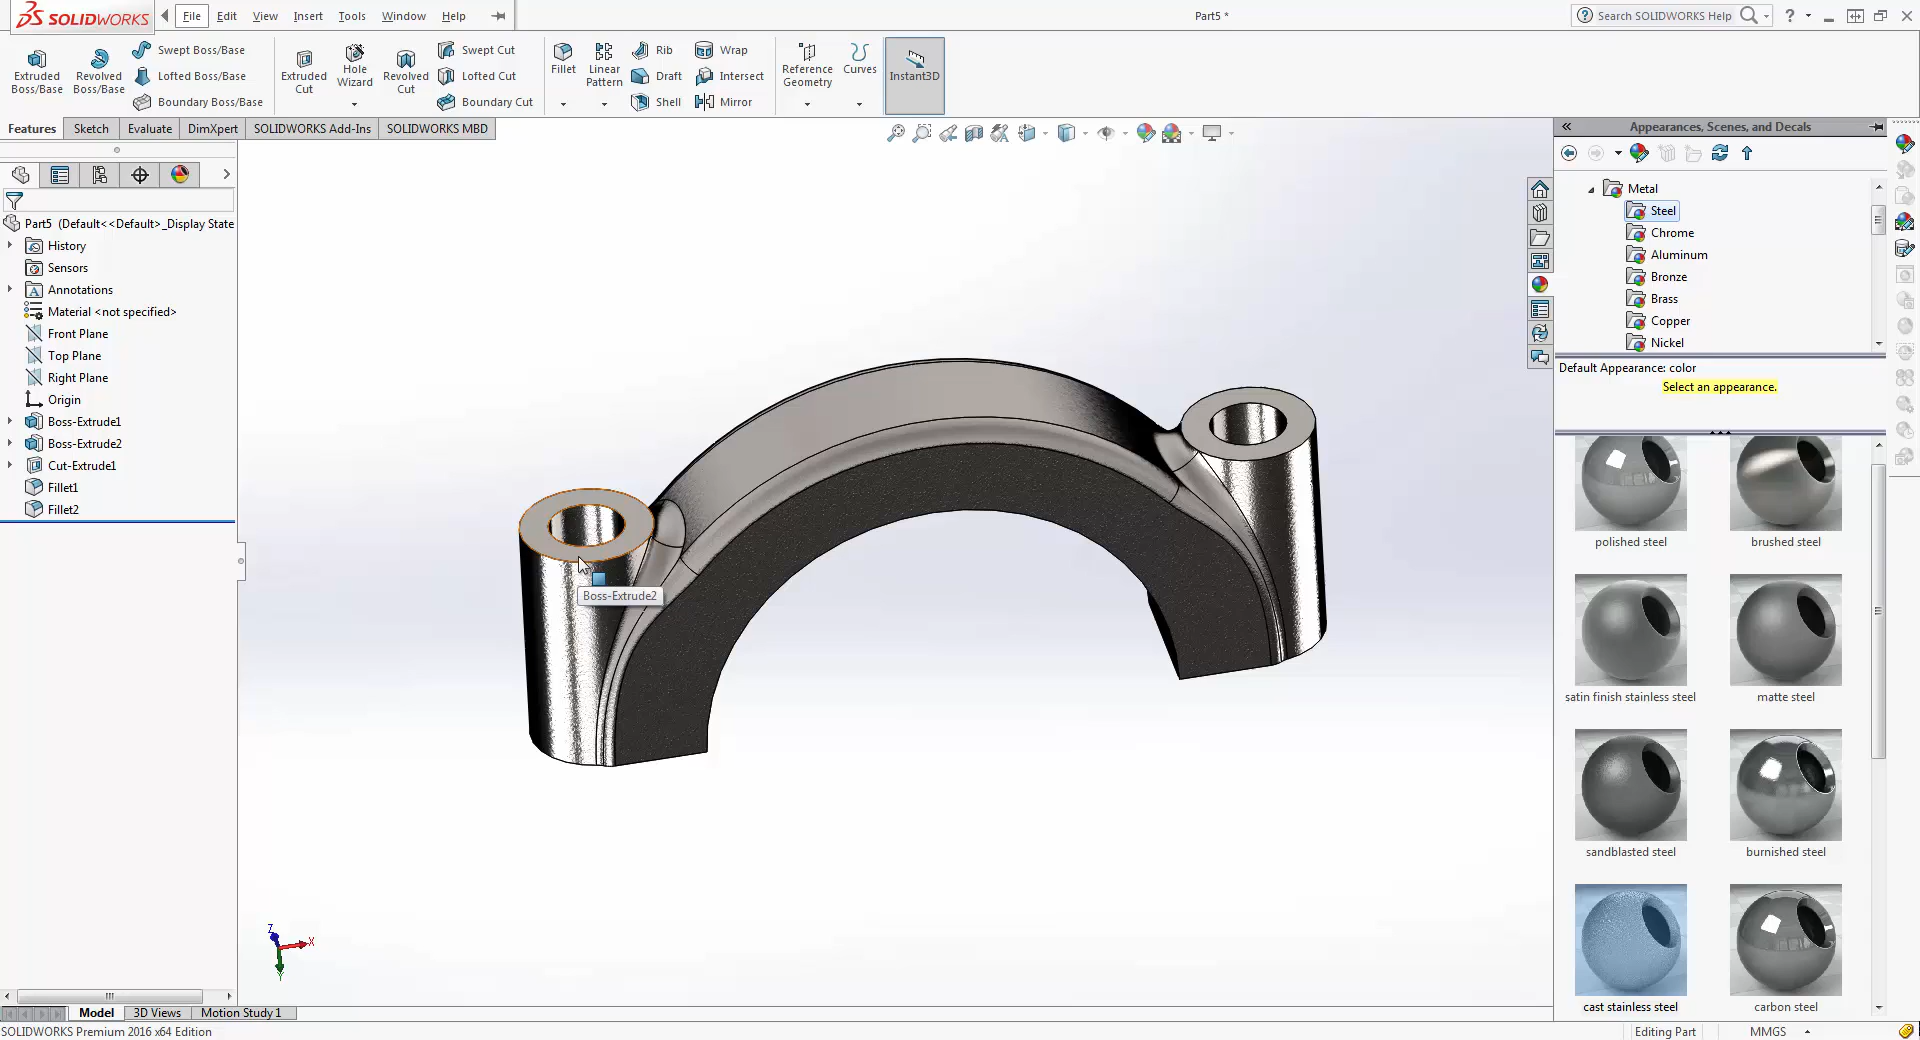 SOLIDWORKS
File
Edit
View
Insert
Tools
Window
Help
Part5 *
Search SOLIDWORKS Help
?
Extruded Boss/Base
Revolved Boss/Base
Swept Boss/Base
Lofted Boss/Base
Boundary Boss/Base
Extruded Cut
Hole Wizard
Revolved Cut
Swept Cut
Lofted Cut
Boundary Cut
Fillet
Linear Pattern
Rib
Draft
Shell
Wrap
Intersect
Mirror
Reference Geometry
Curves
Instant3D
Features
Sketch
Evaluate
DimXpert
SOLIDWORKS Add-Ins
SOLIDWORKS MBD
Part5 (Default<<Default>_Display State
History
Sensors
Annotations
Material <not specified>
Front Plane
Top Plane
Right Plane
Origin
Boss-Extrude1
Boss-Extrude2
Cut-Extrude1
Fillet1
Fillet2
Boss-Extrude2
Z
X
Y
Appearances, Scenes, and Decals
Metal
Steel
Chrome
Aluminum
Bronze
Brass
Copper
Nickel
Default Appearance: color
Select an appearance.
polished steel
brushed steel
satin finish stainless steel
matte steel
sandblasted steel
burnished steel
cast stainless steel
carbon steel
Model
3D Views
Motion Study 1
SOLIDWORKS Premium 2016 x64 Edition
Editing Part
MMGS